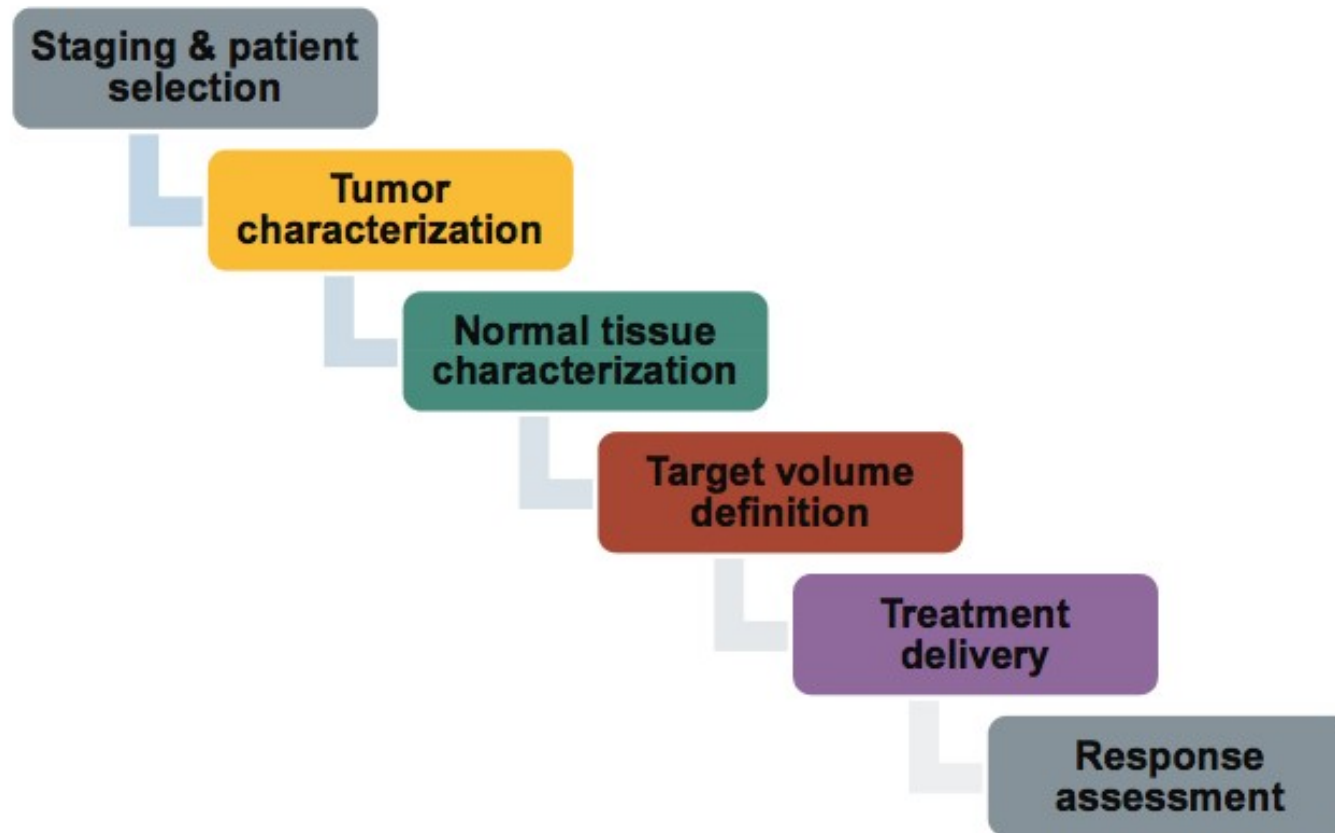 Staging & patient
selection
Tumor
characterization
Normal tissue
characterization
Target volume
definition
Treatment
delivery
Response
assessment